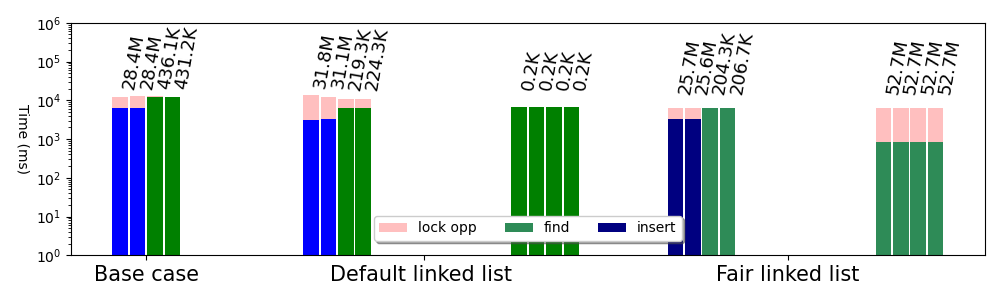 10^6
10^5
10^4
10^3
10^2
10^1
10^0
Time (ms)
28.4M
28.4M
436.1K
431.2K
31.8M
31.1M
219.3K
224.3K
0.2K
0.2K
0.2K
0.2K
25.7M
25.6M
204.3K
206.7K
52.7M
52.7M
52.7M
52.7M
lock opp find insert
Base case Default linked list Fair linked list